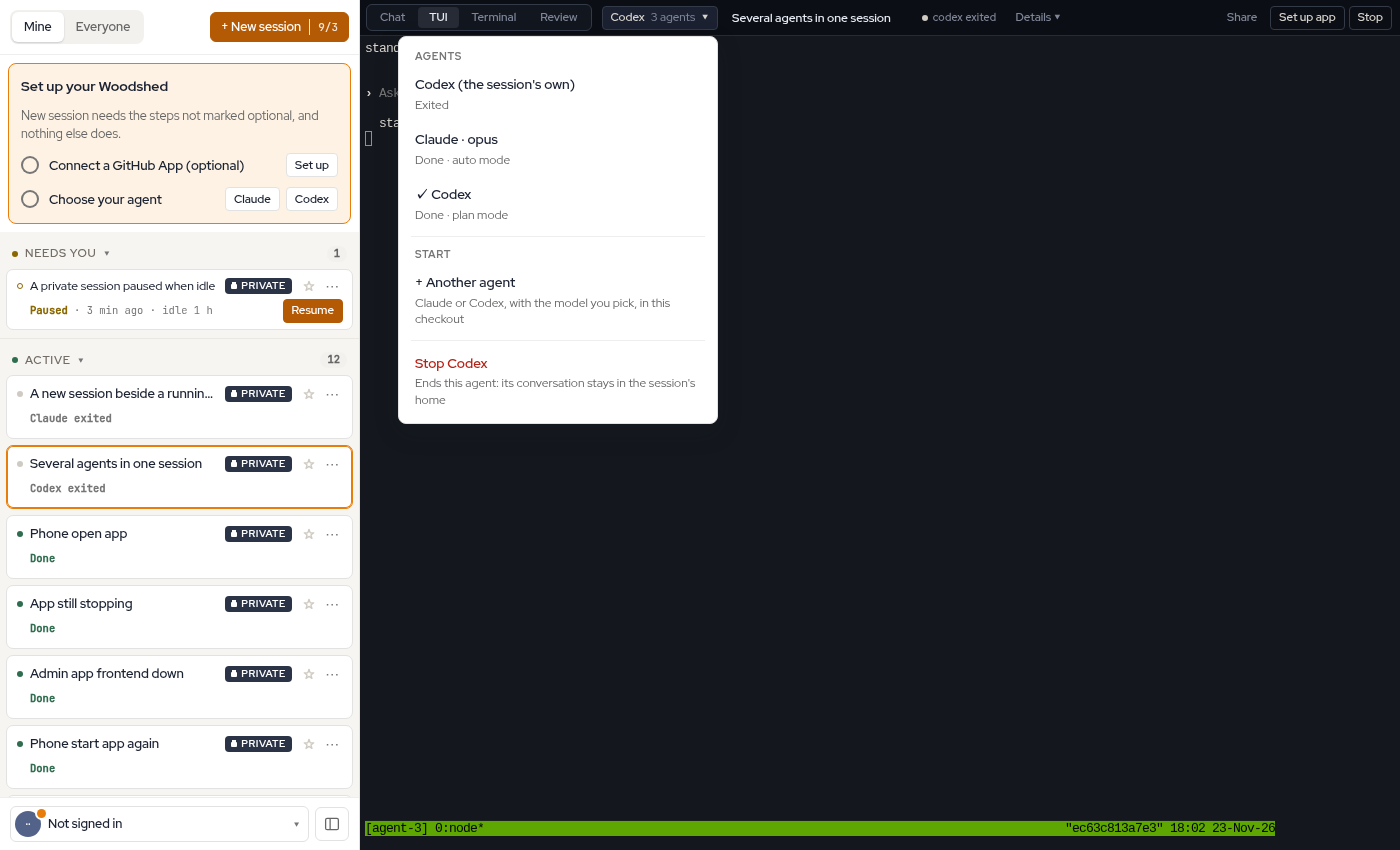 Mine
Everyone
+ New session
9/3
Set up your Woodshed
New session needs the steps not marked optional, and
nothing else does.
Connect a GitHub App (optional)
Set up
Choose your agent
Claude
Codex
NEEDS YOU ▾
1
A private session paused when idle
PRIVATE
Paused · 3 min ago · idle 1 h
Resume
ACTIVE ▾
12
A new session beside a runnin...
PRIVATE
Claude exited
Several agents in one session
PRIVATE
Codex exited
Phone open app
PRIVATE
Done
App still stopping
PRIVATE
Done
Admin app frontend down
PRIVATE
Done
Phone start app again
PRIVATE
Done
Not signed in
Chat
TUI
Terminal
Review
Codex 3 agents ▾
Several agents in one session
codex exited
Details ▾
Share
Set up app
Stop
stand
› Ask
sta
AGENTS
Codex (the session's own)
Exited
Claude · opus
Done · auto mode
✓ Codex
Done · plan mode
START
+ Another agent
Claude or Codex, with the model you pick, in this
checkout
Stop Codex
Ends this agent: its conversation stays in the session's
home
[agent-3] 0:node*
"ec63c813a7e3" 18:02 23-Nov-26